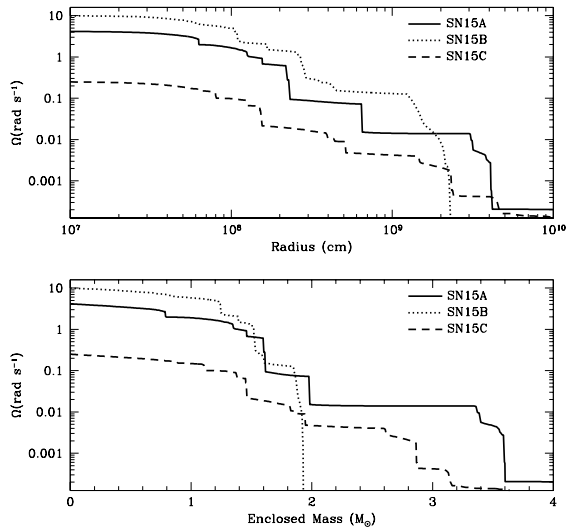 SN15A
SN15B
SN15C
10
1
0.1
0.01
0.001
Ω(rad s⁻¹)
10⁷ 10⁸ 10⁹ 10¹⁰
Radius (cm)
SN15A
SN15B
SN15C
10
1
0.1
0.01
0.001
Ω(rad s⁻¹)
0 1 2 3 4
Enclosed Mass (M⊙)